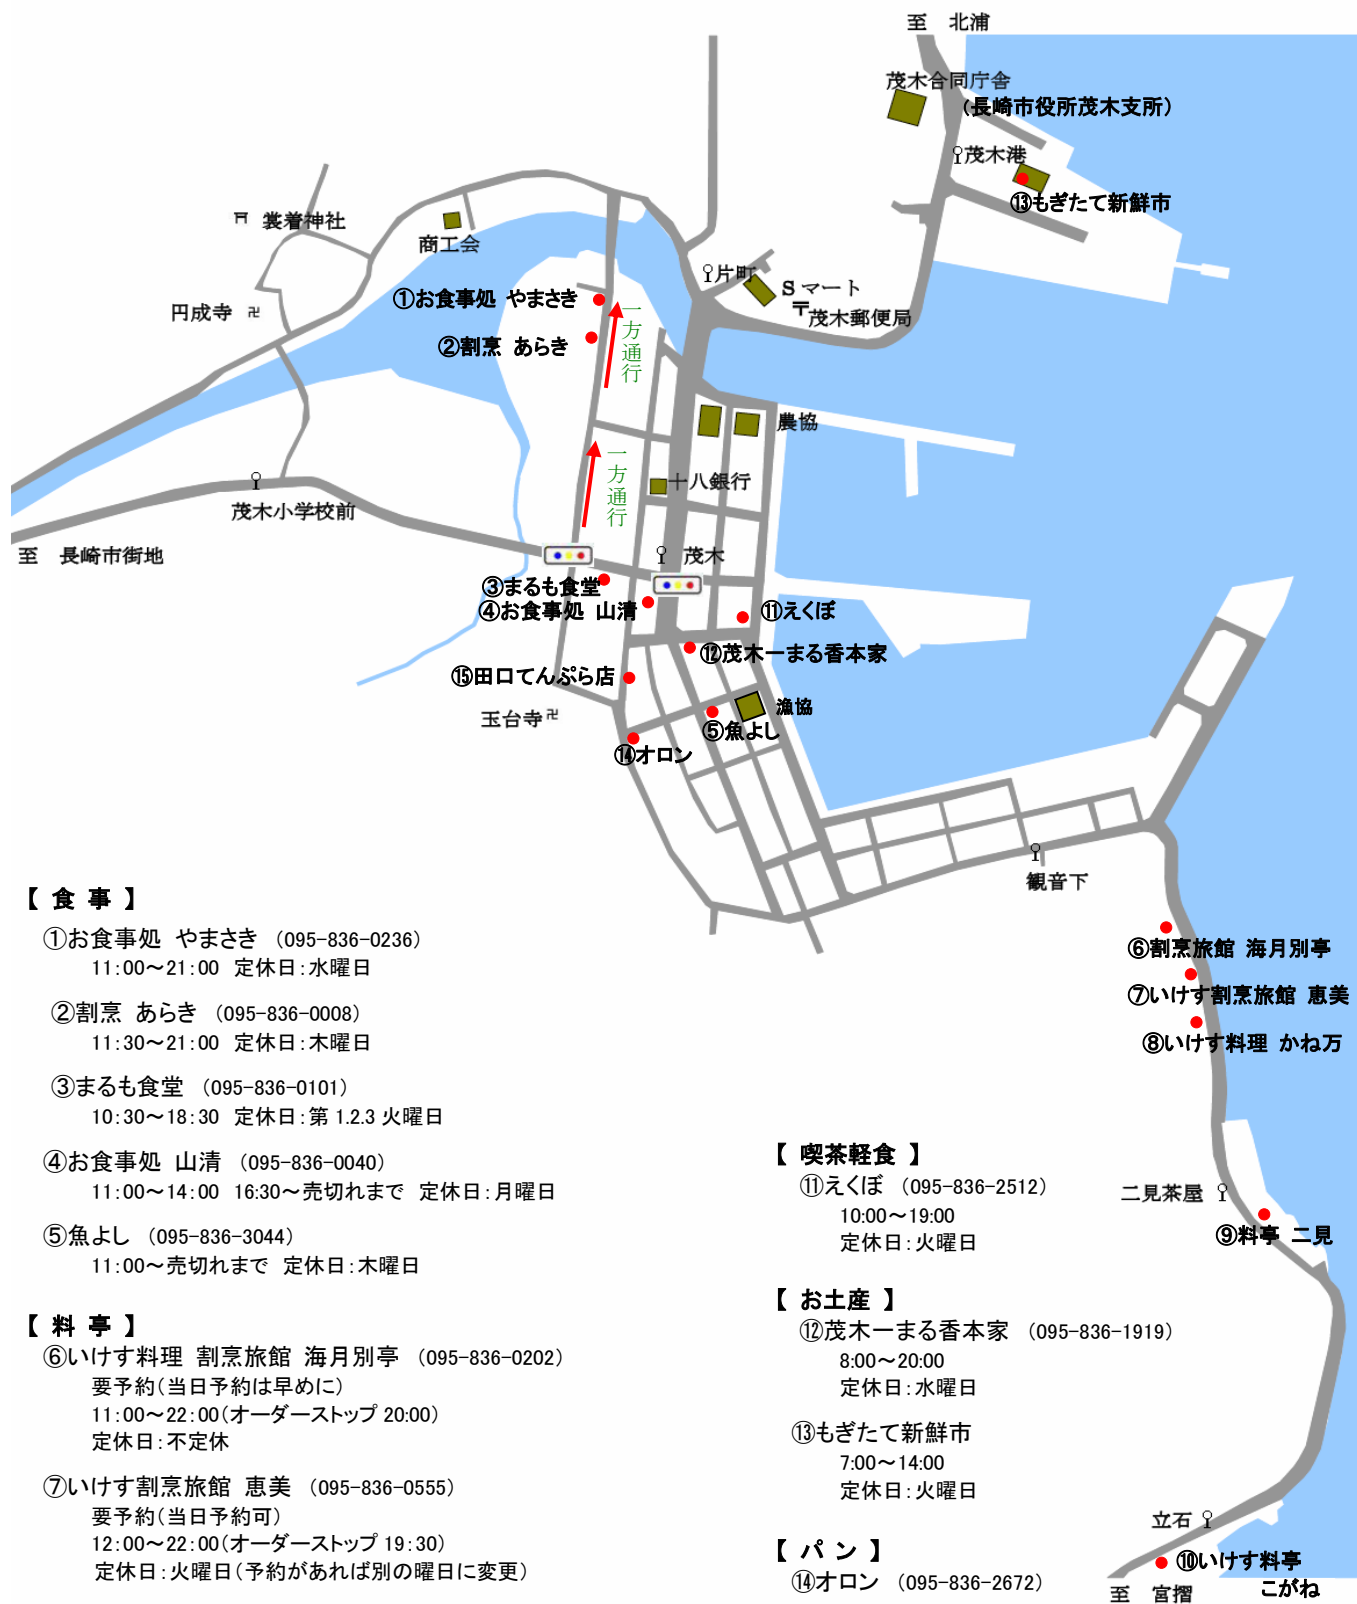 至 北浦
茂木合同庁舎
(長崎市役所茂木支所)
茂木港
⑬もぎたて新鮮市
裳着神社
商工会
片町
Sマート
〒
茂木郵便局
円成寺 卍
①お食事処 やまさき
②割烹 あらき
一方通行
農協
一方通行
十八銀行
茂木小学校前
至 長崎市街地
茂木
③まるも食堂
④お食事処 山清
⑪えくぼ
⑫茂木一まる香本家
⑮田口てんぷら店
玉台寺卍
漁協
⑤魚よし
⑭オロン
観音下
⑥割烹旅館 海月別亭
⑦いけす割烹旅館 恵美
⑧いけす料理 かね万
二見茶屋
⑨料亭 二見
立石
⑩いけす料亭
こがね
至 宮摺
【 食 事 】
①お食事処 やまさき (095-836-0236)
11:00~21:00 定休日:水曜日
②割烹 あらき (095-836-0008)
11:30~21:00 定休日:木曜日
③まるも食堂 (095-836-0101)
10:30~18:30 定休日:第 1.2.3 火曜日
④お食事処 山清 (095-836-0040)
11:00~14:00 16:30~売切れまで 定休日:月曜日
⑤魚よし (095-836-3044)
11:00~売切れまで 定休日:木曜日
【 料 亭 】
⑥いけす料理 割烹旅館 海月別亭 (095-836-0202)
要予約(当日予約は早めに)
11:00~22:00(オーダーストップ 20:00)
定休日:不定休
⑦いけす割烹旅館 恵美 (095-836-0555)
要予約(当日予約可)
12:00~22:00(オーダーストップ 19:30)
定休日:火曜日(予約があれば別の曜日に変更)
【 喫茶軽食 】
⑪えくぼ (095-836-2512)
10:00~19:00
定休日:火曜日
【 お土産 】
⑫茂木一まる香本家 (095-836-1919)
8:00~20:00
定休日:水曜日
⑬もぎたて新鮮市
7:00~14:00
定休日:火曜日
【 パ ン 】
⑭オロン (095-836-2672)